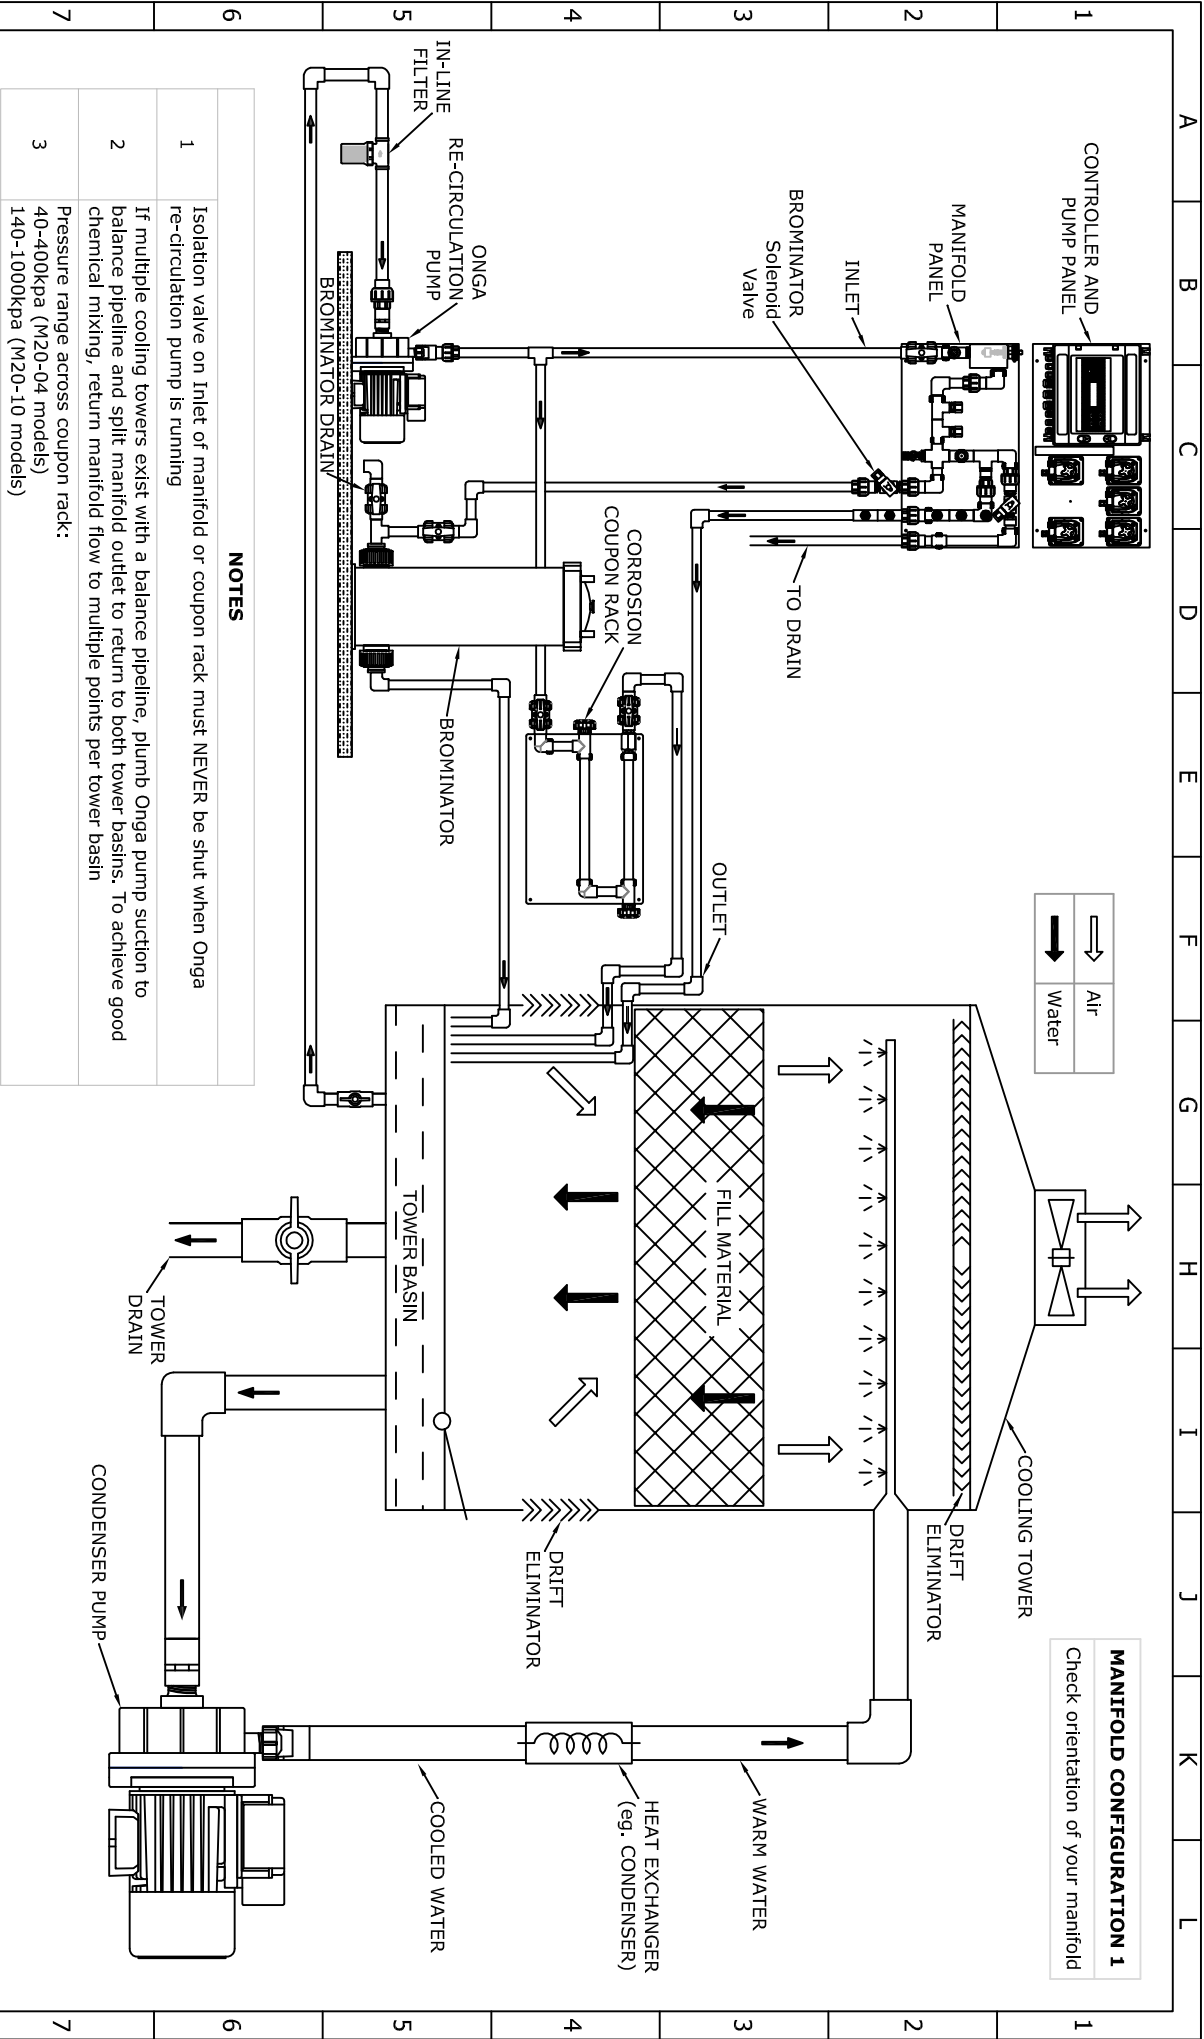 A B C D E F G H I J K L
1
2
3
4
5
6
7
1
2
3
4
5
6
7
MANIFOLD CONFIGURATION 1
Check orientation of your manifold
Air
Water
CONTROLLER AND
PUMP PANEL
MANIFOLD
PANEL
INLET
BROMINATOR
Solenoid
Valve
TO DRAIN
OUTLET
COOLING TOWER
DRIFT
ELIMINATOR
FILL MATERIAL
WARM WATER
HEAT EXCHANGER
(eg. CONDENSER)
CORROSION
COUPON RACK
DRIFT
ELIMINATOR
IN-LINE
FILTER
RE-CIRCULATION
ONGA
PUMP
BROMINATOR
BROMINATOR DRAIN
TOWER BASIN
COOLED WATER
TOWER
DRAIN
CONDENSER PUMP
NOTES
1
Isolation valve on Inlet of manifold or coupon rack must NEVER be shut when Onga
re-circulation pump is running
2
If multiple cooling towers exist with a balance pipeline, plumb Onga pump suction to
balance pipeline and split manifold outlet to return to both tower basins. To achieve good
chemical mixing, return manifold flow to multiple points per tower basin
3
Pressure range across coupon rack:
40-400kpa (M20-04 models)
140-1000kpa (M20-10 models)